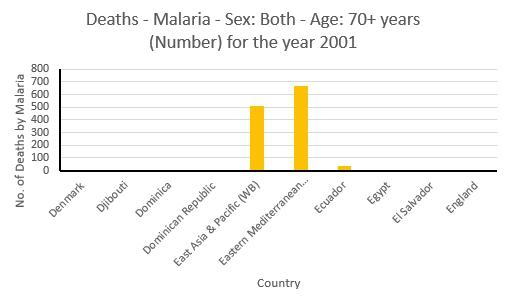 Deaths - Malaria - Sex: Both - Age: 70+ years
(Number) for the year 2001
No. of Deaths by Malaria
800
700
600
500
400
300
200
100
0
Denmark
Djibouti
Dominica
Dominican Republic
East Asia & Pacific (WB)
Eastern Mediterranean...
Ecuador
Egypt
El Salvador
England
Country